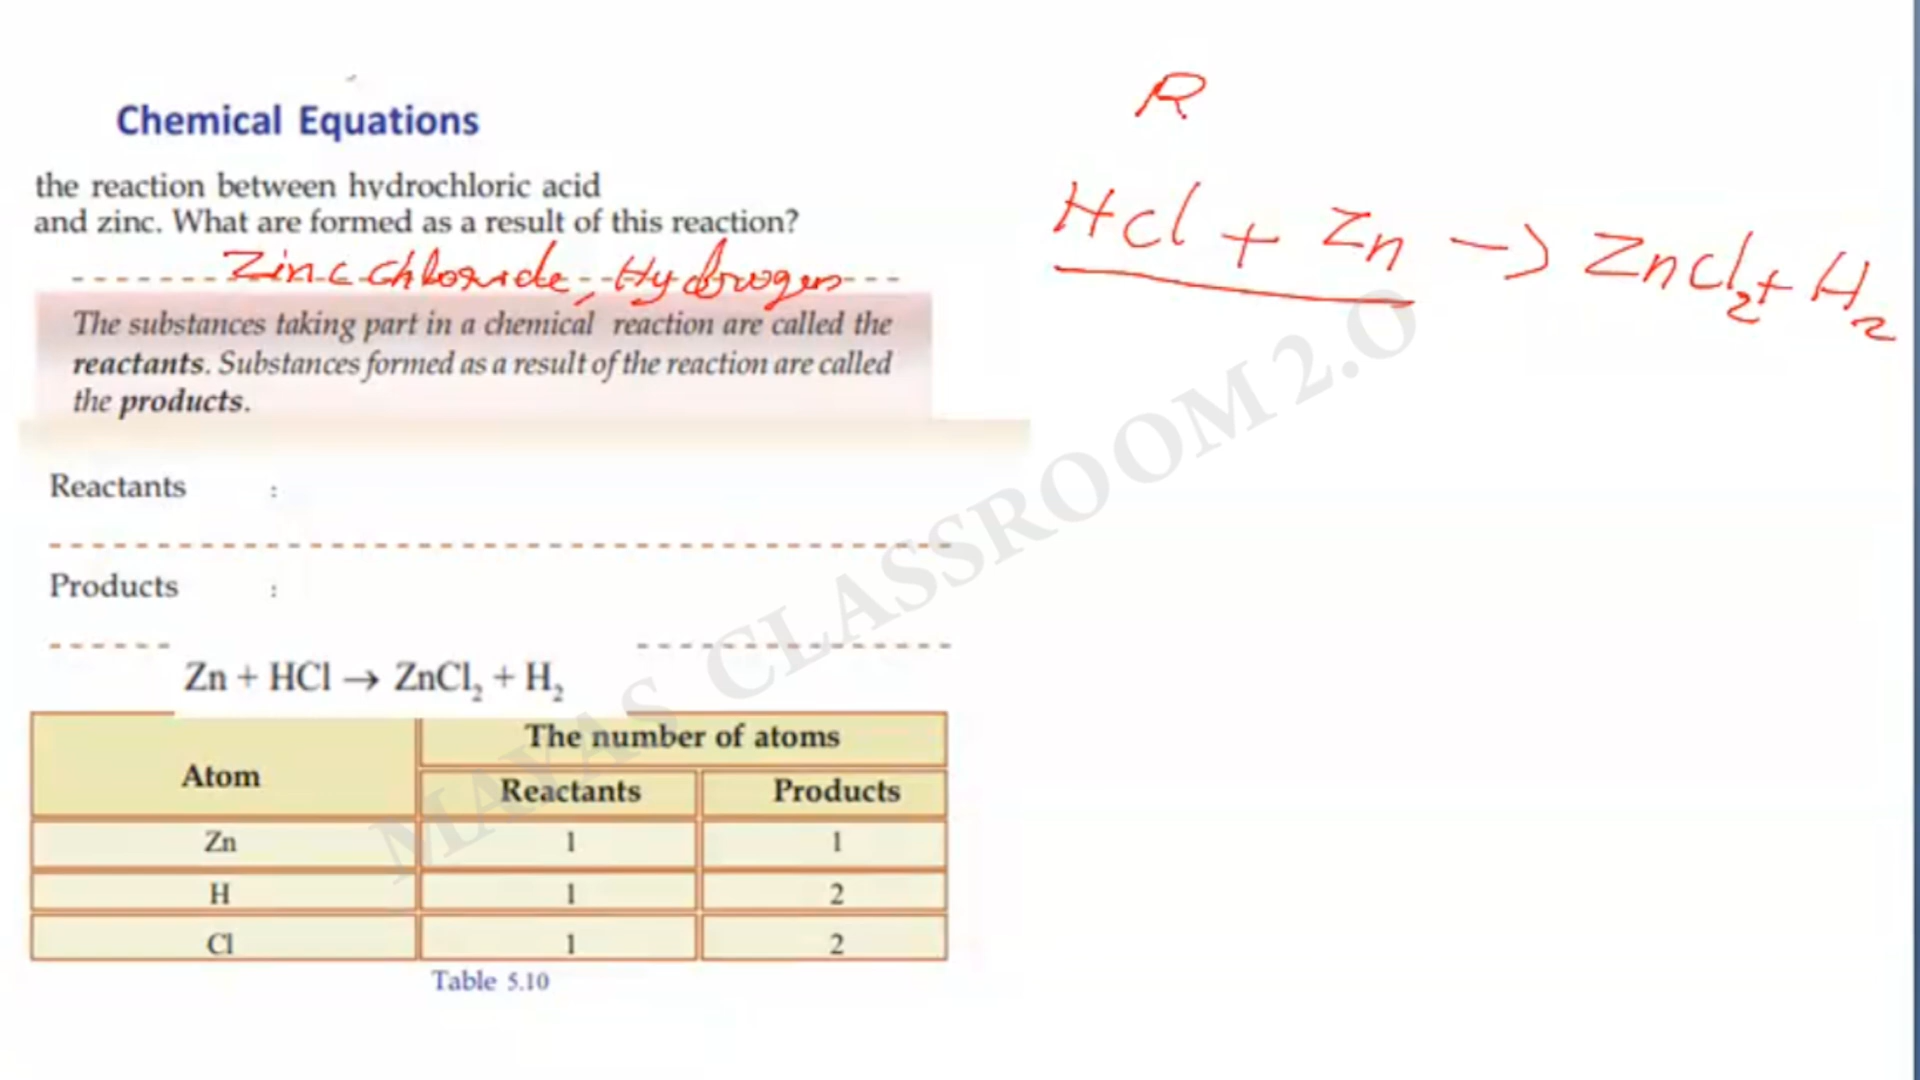 Chemical Equations
the reaction between hydrochloric acid
and zinc. What are formed as a result of this reaction?
Zinc chloride, Hydrogen
The substances taking part in a chemical reaction are called the
reactants. Substances formed as a result of the reaction are called
the products.
Reactants :
Products :
Zn + HCl → ZnCl₂ + H₂
Atom The number of atoms
Reactants Products
Zn 1 1
H 1 2
Cl 1 2
Table 5.10
R
HCl + Zn → ZnCl₂ + H₂
MAYAS CLASSROOM 2.O